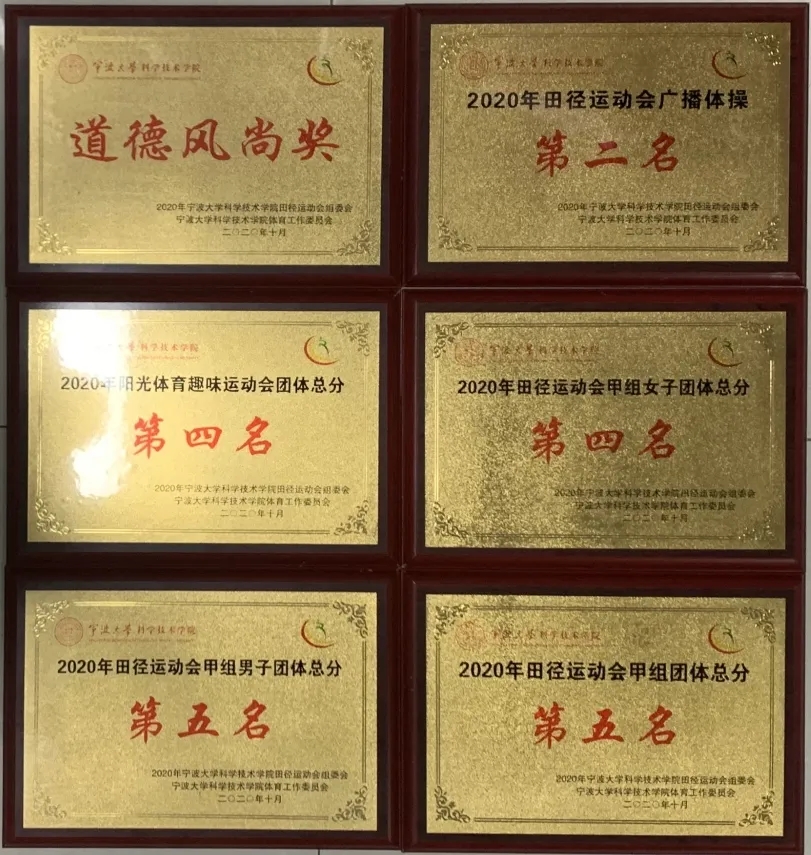 宁波大学科学技术学院
道德风尚奖
2020年宁波大学科学技术学院田径运动会组委会
宁波大学科学技术学院体育工作委员会
二〇二〇年十月
宁波大学科学技术学院
2020年田径运动会广播体操
第二名
2020年宁波大学科学技术学院田径运动会组委会
宁波大学科学技术学院体育工作委员会
二〇二〇年十月
大学科学技术学院
2020年阳光体育趣味运动会团体总分
第四名
2020年宁波大学科学技术学院田径运动会组委会
宁波大学科学技术学院体育工作委员会
二〇二〇年十月
宁波大学科学技术学院
2020年田径运动会甲组女子团体总分
第四名
2020年宁波大学科学技术学院田径运动会组委会
宁波大学科学技术学院体育工作委员会
二〇二〇年十月
宁波大学科学技术学院
2020年田径运动会甲组男子团体总分
第五名
2020年宁波大学科学技术学院田径运动会组委会
宁波大学科学技术学院体育工作委员会
二〇二〇年十月
宁波大学科学技术学院
2020年田径运动会甲组团体总分
第五名
2020年宁波大学科学技术学院田径运动会组委会
宁波大学科学技术学院体育工作委员会
二〇二〇年十月